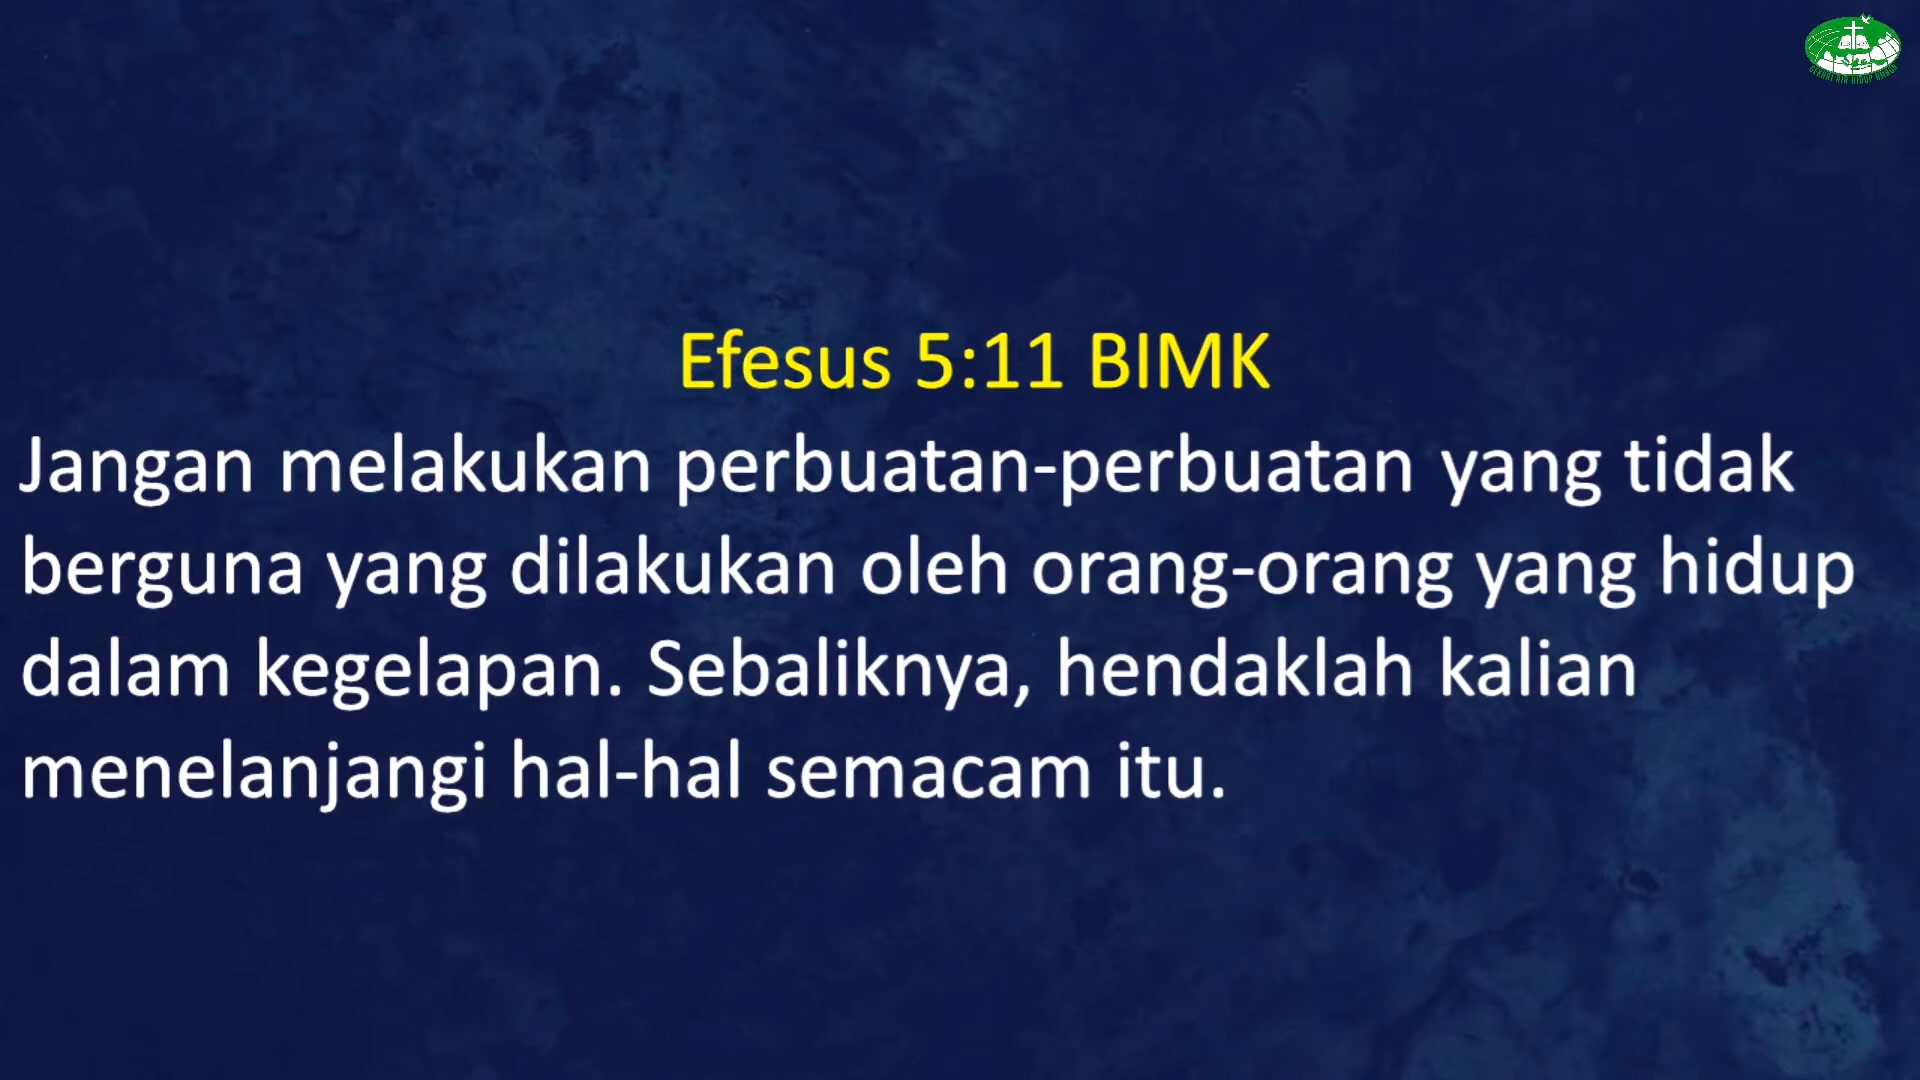 Efesus 5:11 BIMK
Jangan melakukan perbuatan-perbuatan yang tidak
berguna yang dilakukan oleh orang-orang yang hidup
dalam kegelapan. Sebaliknya, hendaklah kalian
menelanjangi hal-hal semacam itu.